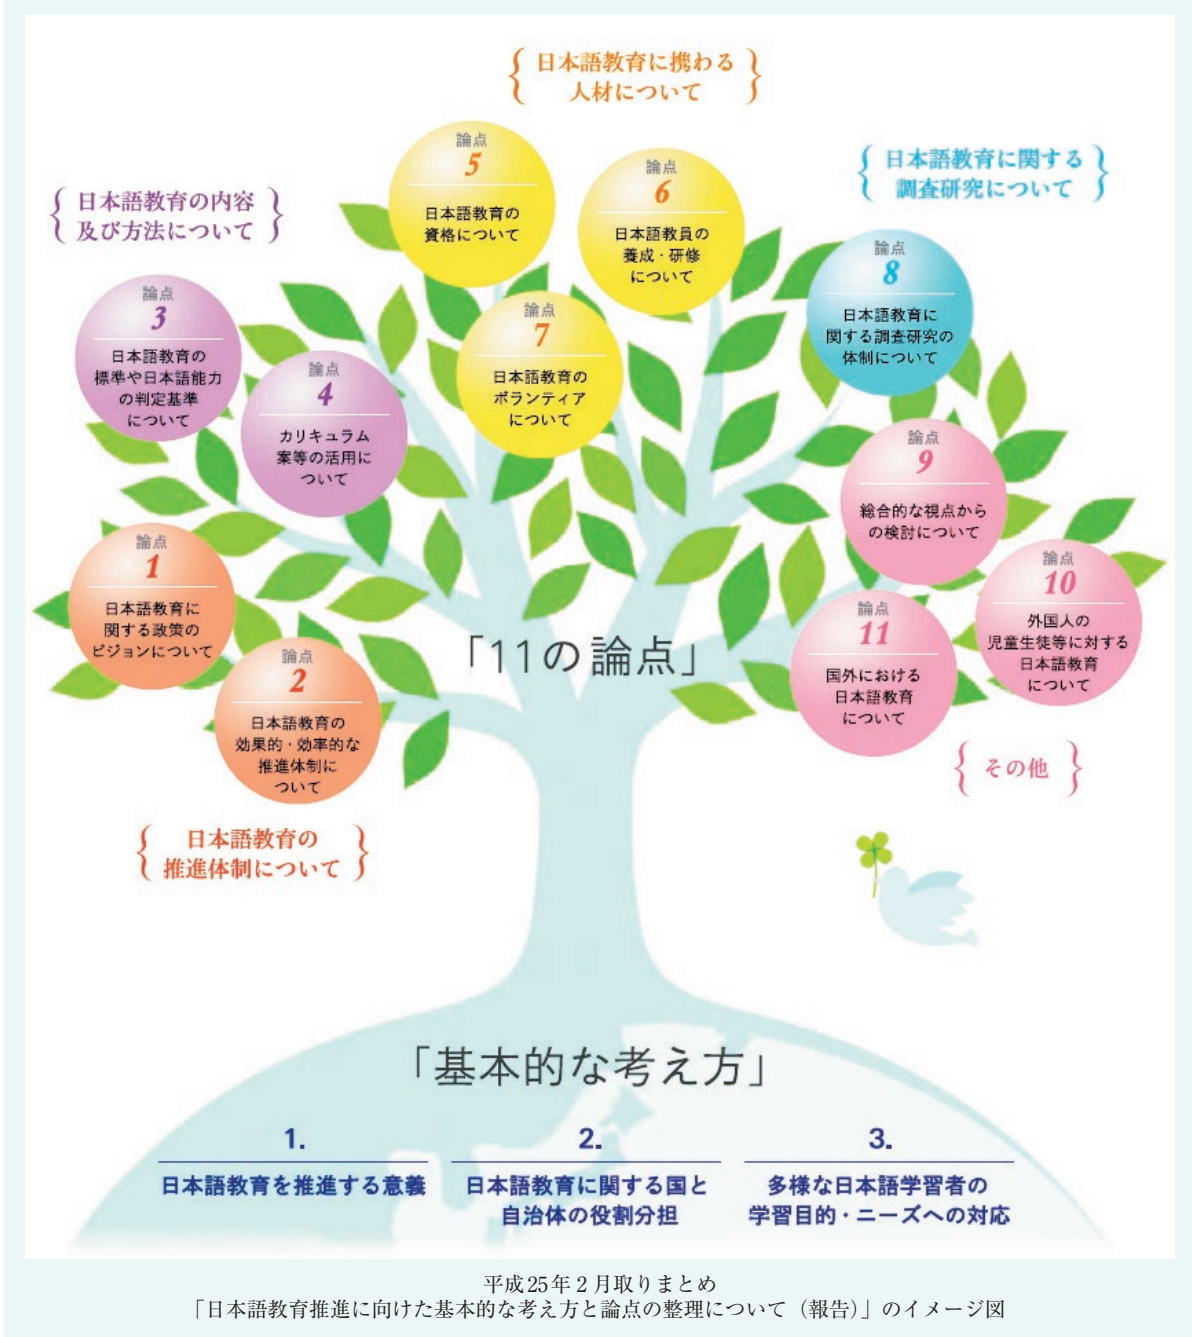 日本語教育に携わる
人材について
日本語教育に関する
調査研究について
日本語教育の内容
及び方法について
論点
5
日本語教育の
資格について
論点
6
日本語教員の
養成・研修
について
論点
7
日本語教育の
ボランティア
について
論点
8
日本語教育に
関する調査研究の
体制について
論点
3
日本語教育の
標準や日本語能力
の判定基準
について
論点
4
カリキュラム
案等の活用に
ついて
論点
9
総合的な視点から
の検討について
論点
10
外国人の
児童生徒等に対する
日本語教育
について
論点
11
国外における
日本語教育
について
その他
論点
1
日本語教育に
関する政策の
ビジョンについて
論点
2
日本語教育の
効果的・効率的な
推進体制に
ついて
日本語教育の
推進体制について
「11の論点」
「基本的な考え方」
1.
日本語教育を推進する意義
2.
日本語教育に関する国と
自治体の役割分担
3.
多様な日本語学習者の
学習目的・ニーズへの対応
平成25年2月取りまとめ
「日本語教育推進に向けた基本的な考え方と論点の整理について（報告）」のイメージ図